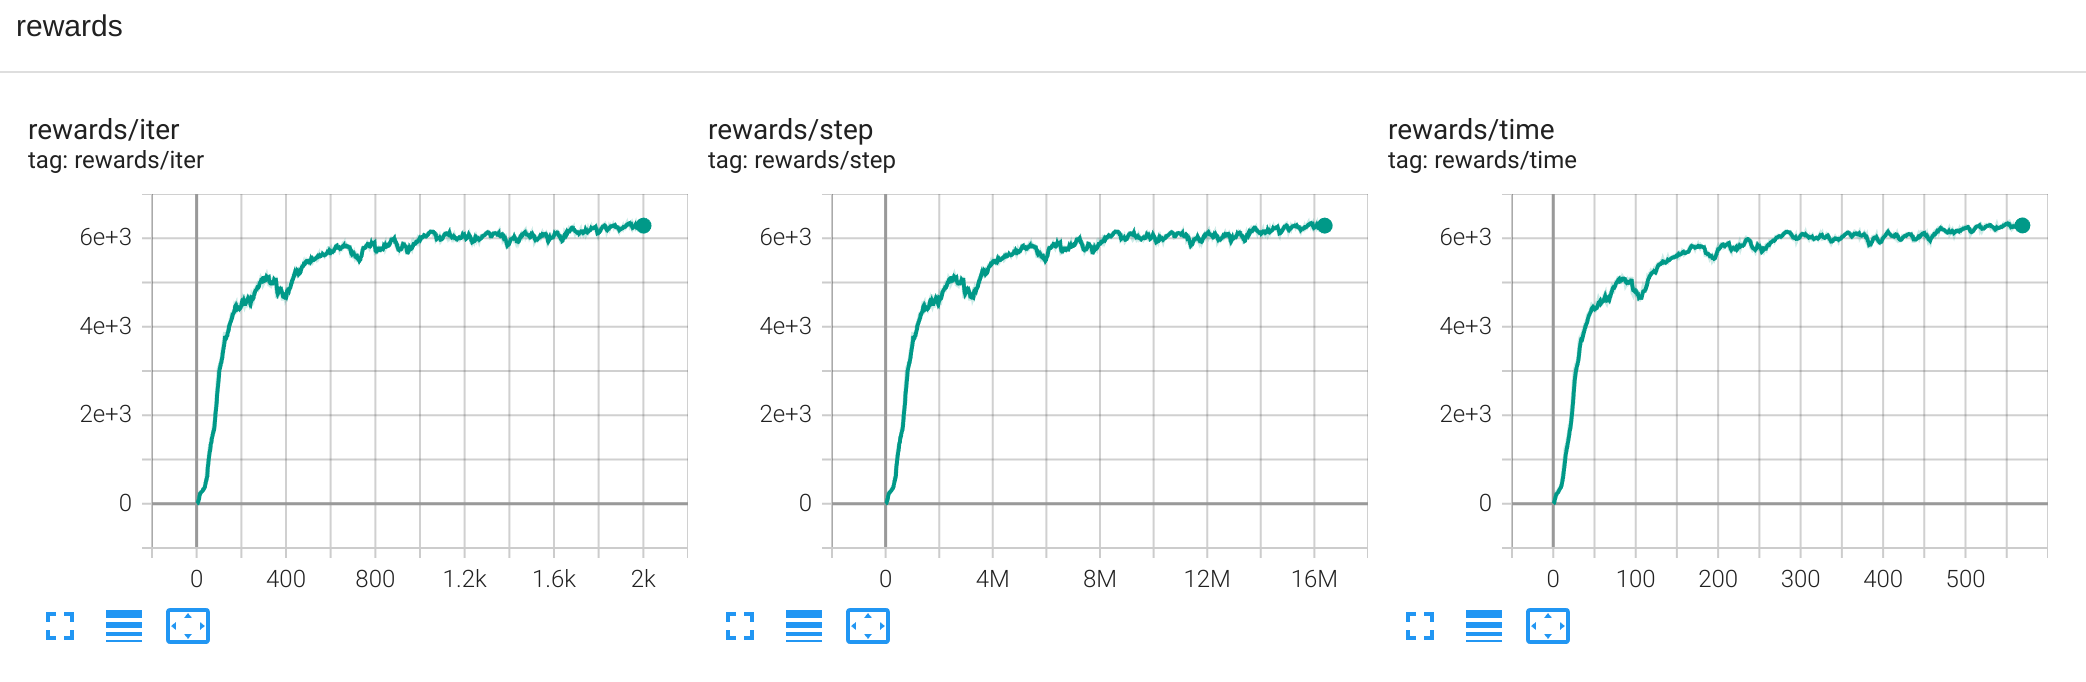 rewards
rewards/iter
tag: rewards/iter
6e+3
4e+3
2e+3
0
0 400 800 1.2k 1.6k 2k
rewards/step
tag: rewards/step
6e+3
4e+3
2e+3
0
0 4M 8M 12M 16M
rewards/time
tag: rewards/time
6e+3
4e+3
2e+3
0
0 100 200 300 400 500